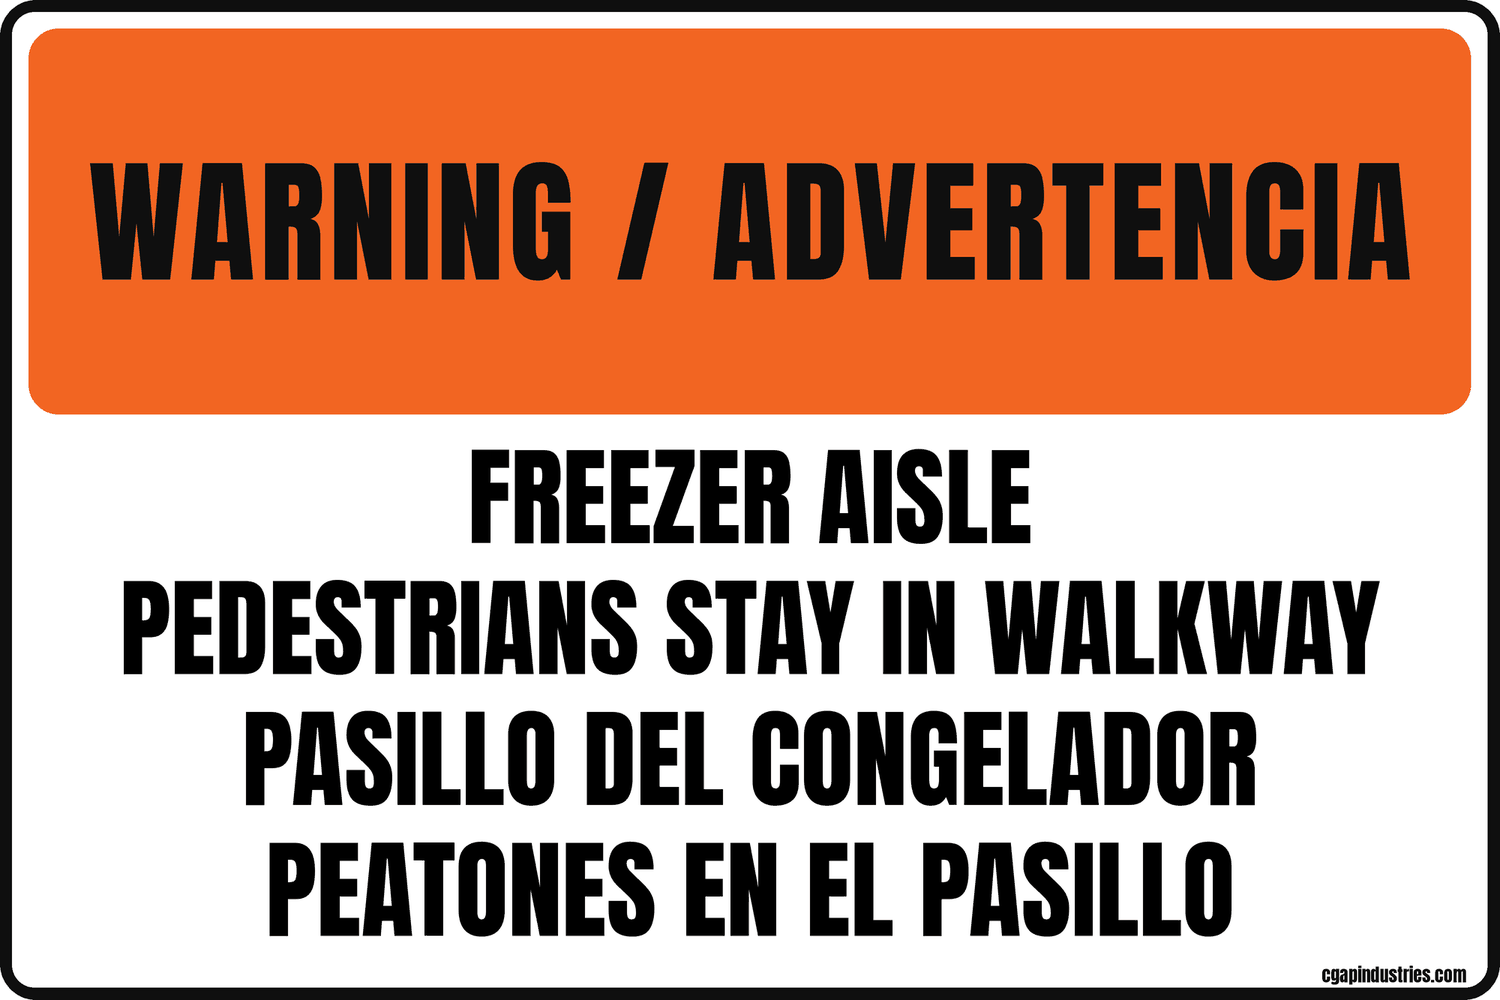 WARNING / ADVERTENCIA
FREEZER AISLE
PEDESTRIANS STAY IN WALKWAY
PASILLO DEL CONGELADOR
PEATONES EN EL PASILLO
cgapindustries.com